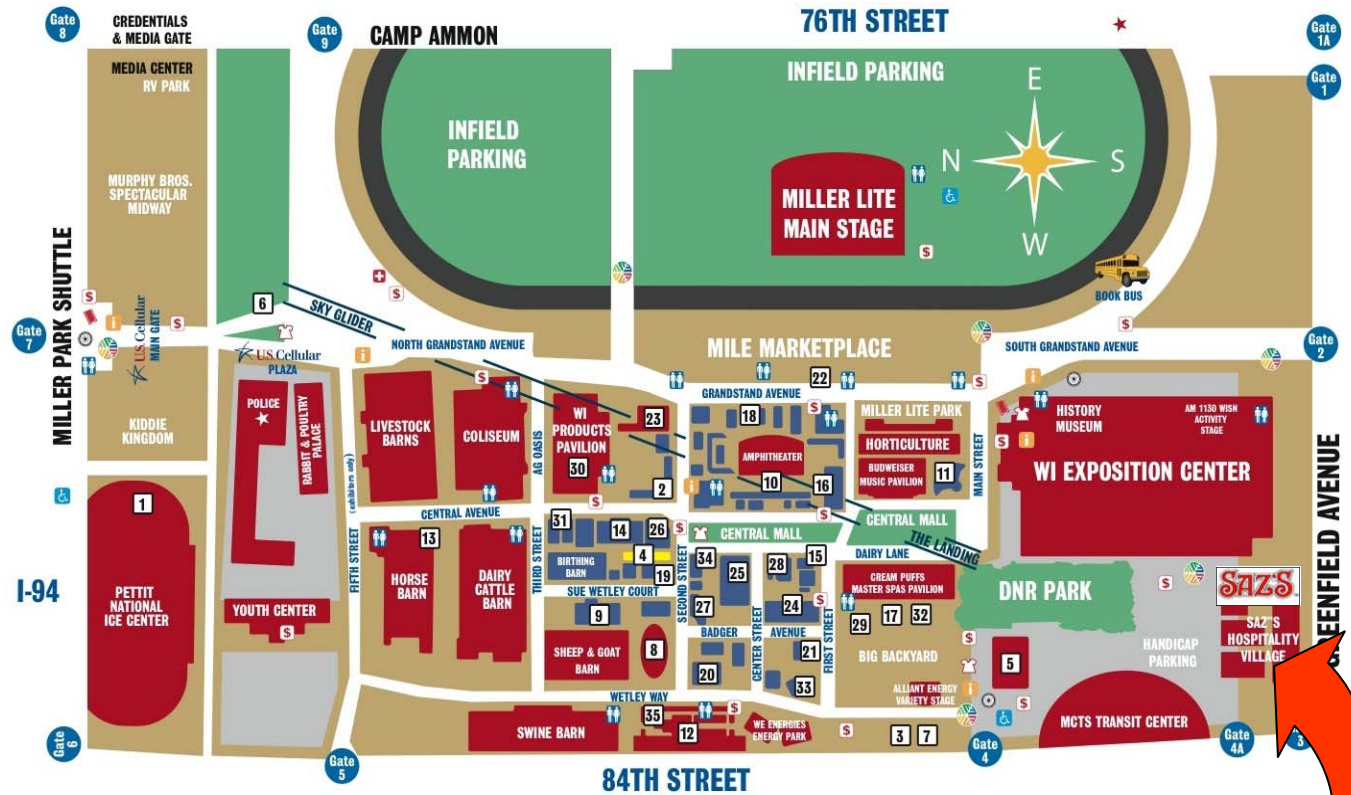 Gate
8
CREDENTIALS
& MEDIA GATE
Gate
9
CAMP AMMON
76TH STREET
Gate
1A
MEDIA CENTER
RV PARK
INFIELD PARKING
E
Gate
1
INFIELD
PARKING
N
S
MURPHY BROS.
SPECTACULAR
MIDWAY
MILLER LITE
MAIN STAGE
W
$
BOOK BUS
MILLER PARK SHUTTLE
6
SKY GLIDER
$
$
$
$
i
U.S. Cellular
MAIN GATE
Gate
7
NORTH GRANDSTAND AVENUE
MILE MARKETPLACE
SOUTH GRANDSTAND AVENUE
Gate
2
U.S. Cellular
PLAZA
i
$
22
$
i
GRANDSTAND AVENUE
KIDDIE
KINGDOM
POLICE
RABBIT & POULTRY
PALACE
LIVESTOCK
BARNS
COLISEUM
AG OASIS
WI
PRODUCTS
PAVILION
30
23
18
$
MILLER LITE PARK
HISTORY
MUSEUM
AM 1130 WISN
ACTIVITY
STAGE
HORTICULTURE
AMPHITHEATER
BUDWEISER
MUSIC PAVILION
11
MAIN STREET
$
i
WI EXPOSITION CENTER
(exhibitors only)
2
i
10
16
1
$
$
CENTRAL AVENUE
CENTRAL MALL
CENTRAL MALL
THE LANDING
FIFTH STREET
13
THIRD STREET
31
14
26
$
SECOND STREET
DAIRY LANE
15
4
34
28
BIRTHING
BARN
19
25
CREAM PUFFS
MASTER SPAS PAVILION
DNR PARK
$
SAZ'S
GREENFIELD AVENUE
I-94
PETTIT
NATIONAL
ICE CENTER
HORSE
BARN
DAIRY
CATTLE
BARN
SUE WETLEY COURT
YOUTH CENTER
$
9
27
24
$
29
17
32
SAZ"S
HOSPITALITY
VILLAGE
BADGER
AVENUE
CENTER STREET
FIRST STREET
SHEEP & GOAT
BARN
8
21
BIG BACKYARD
$
5
HANDICAP
PARKING
20
33
ALLIANT ENERGY
VARIETY STAGE
i
WETLEY WAY
35
$
$
SWINE BARN
12
WE ENERGIES
ENERGY PARK
$
3
7
MCTS TRANSIT CENTER
Gate
6
Gate
5
Gate
4
Gate
4A
3
84TH STREET